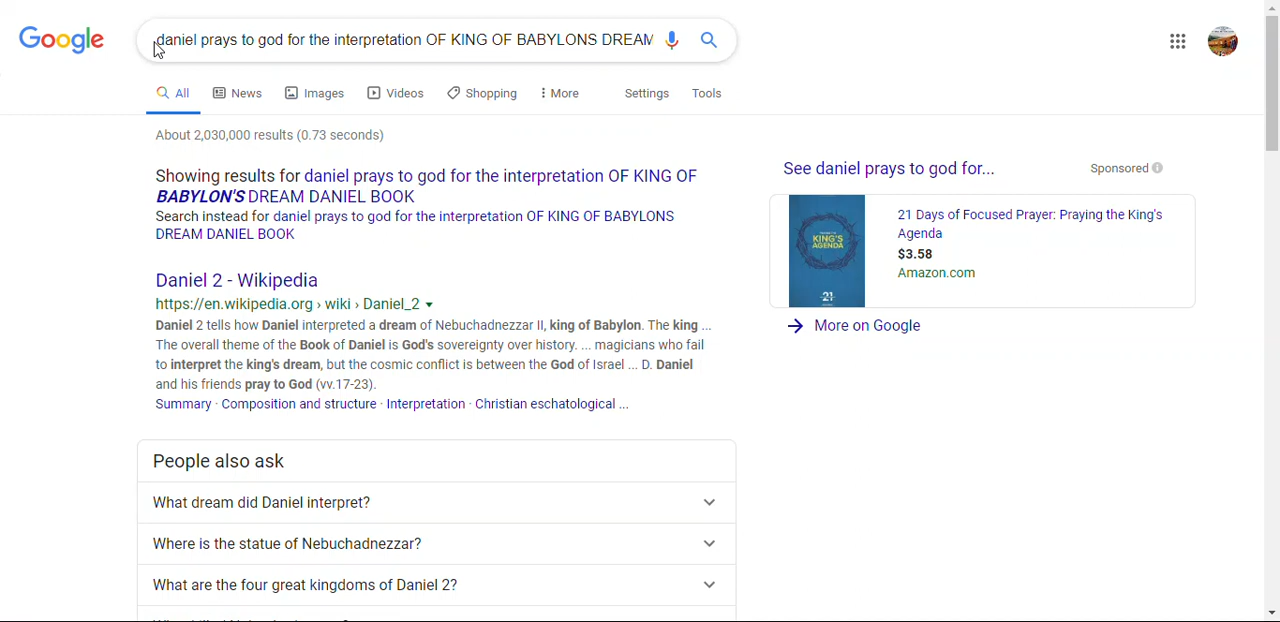 Google
daniel prays to god for the interpretation OF KING OF BABYLONS DREAM
All News Images Videos Shopping More Settings Tools
About 2,030,000 results (0.73 seconds)
Showing results for daniel prays to god for the interpretation OF KING OF
BABYLON'S DREAM DANIEL BOOK
Search instead for daniel prays to god for the interpretation OF KING OF BABYLONS
DREAM DANIEL BOOK
Daniel 2 - Wikipedia
https://en.wikipedia.org › wiki › Daniel_2
Daniel 2 tells how Daniel interpreted a dream of Nebuchadnezzar II, king of Babylon. The king ...
The overall theme of the Book of Daniel is God's sovereignty over history. ... magicians who fail
to interpret the king's dream, but the cosmic conflict is between the God of Israel ... D. Daniel
and his friends pray to God (vv.17-23).
Summary · Composition and structure · Interpretation · Christian eschatological ...
People also ask
What dream did Daniel interpret?
Where is the statue of Nebuchadnezzar?
What are the four great kingdoms of Daniel 2?
See daniel prays to god for...
Sponsored
KING'S
AGENDA
21
21 Days of Focused Prayer: Praying the King's
Agenda
$3.58
Amazon.com
More on Google